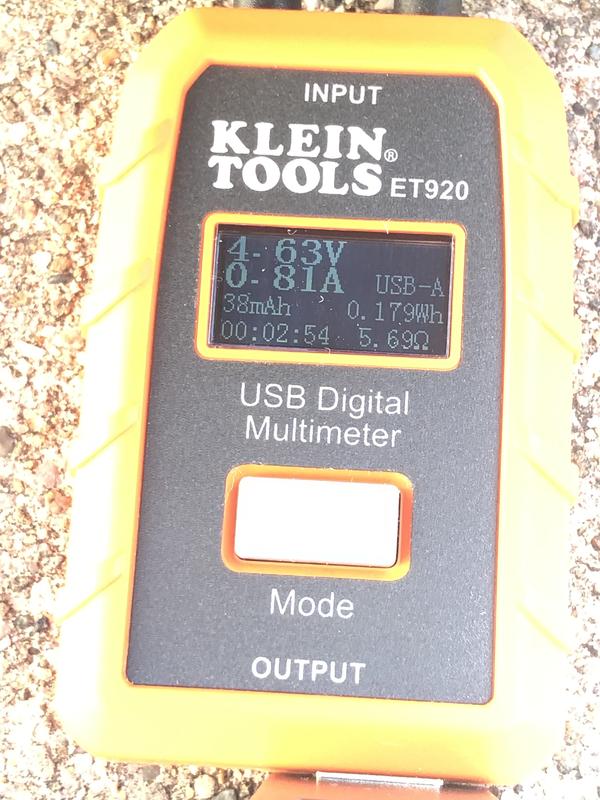 INPUT
KLEIN
TOOLS® ET920
4.63V
0.81A USB-A
38mAh 0.179Wh
00:02:54 5.69Ω
USB Digital
Multimeter
Mode
OUTPUT